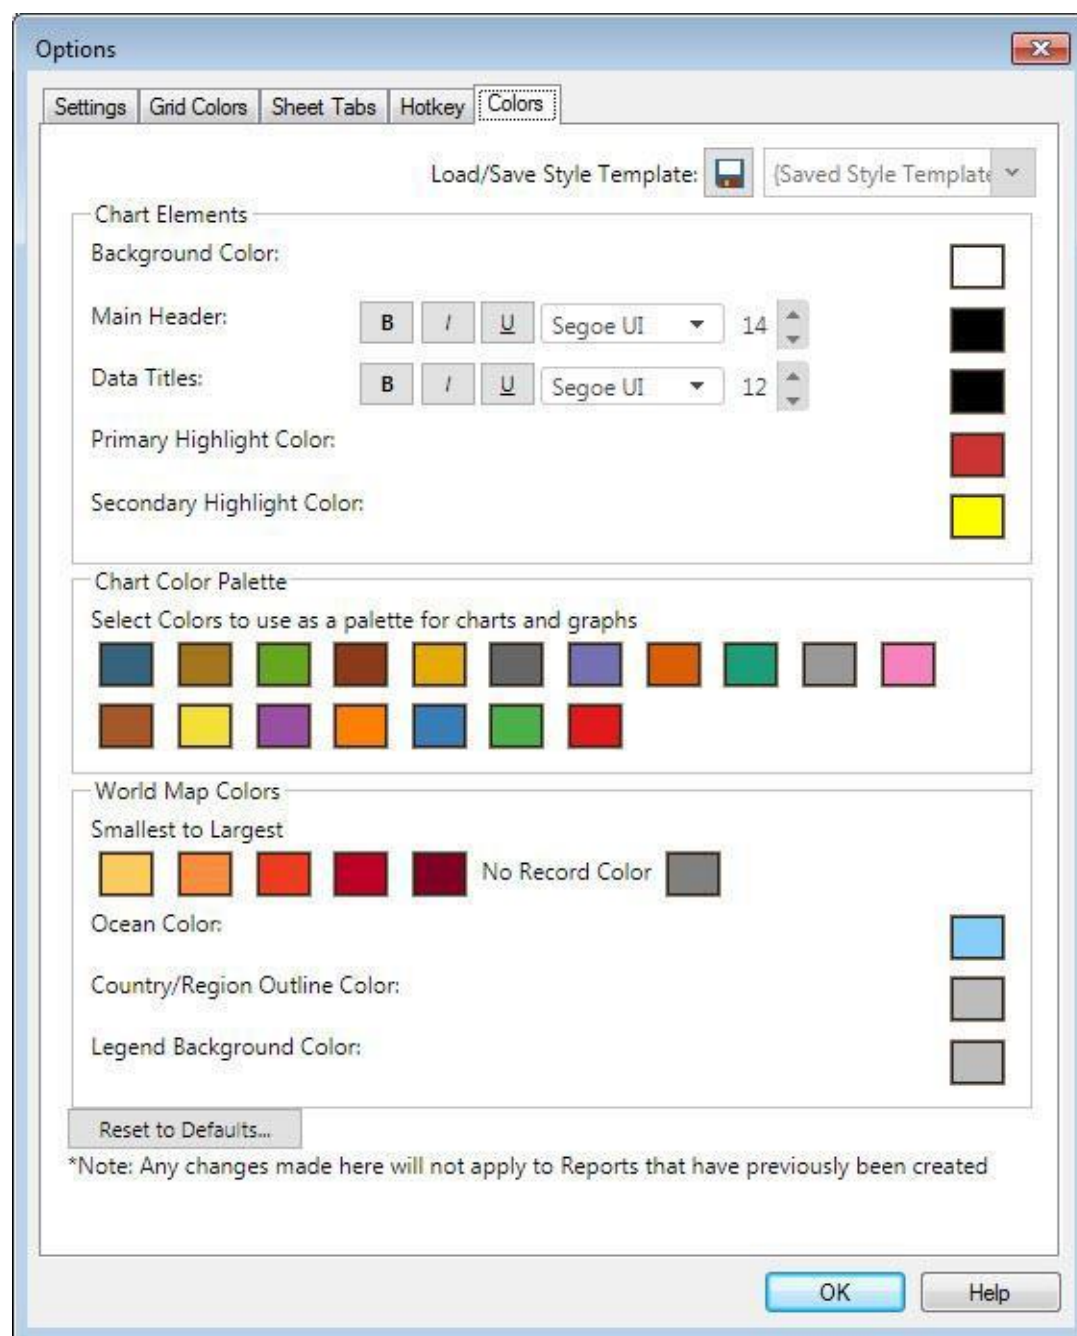 Options
Settings Grid Colors Sheet Tabs Hotkey Colors
Load/Save Style Template: {Saved Style Template
Chart Elements
Background Color:
Main Header: B I U Segoe UI 14
Data Titles: B I U Segoe UI 12
Primary Highlight Color:
Secondary Highlight Color:
Chart Color Palette
Select Colors to use as a palette for charts and graphs
World Map Colors
Smallest to Largest
No Record Color
Ocean Color:
Country/Region Outline Color:
Legend Background Color:
Reset to Defaults...
*Note: Any changes made here will not apply to Reports that have previously been created
OK Help